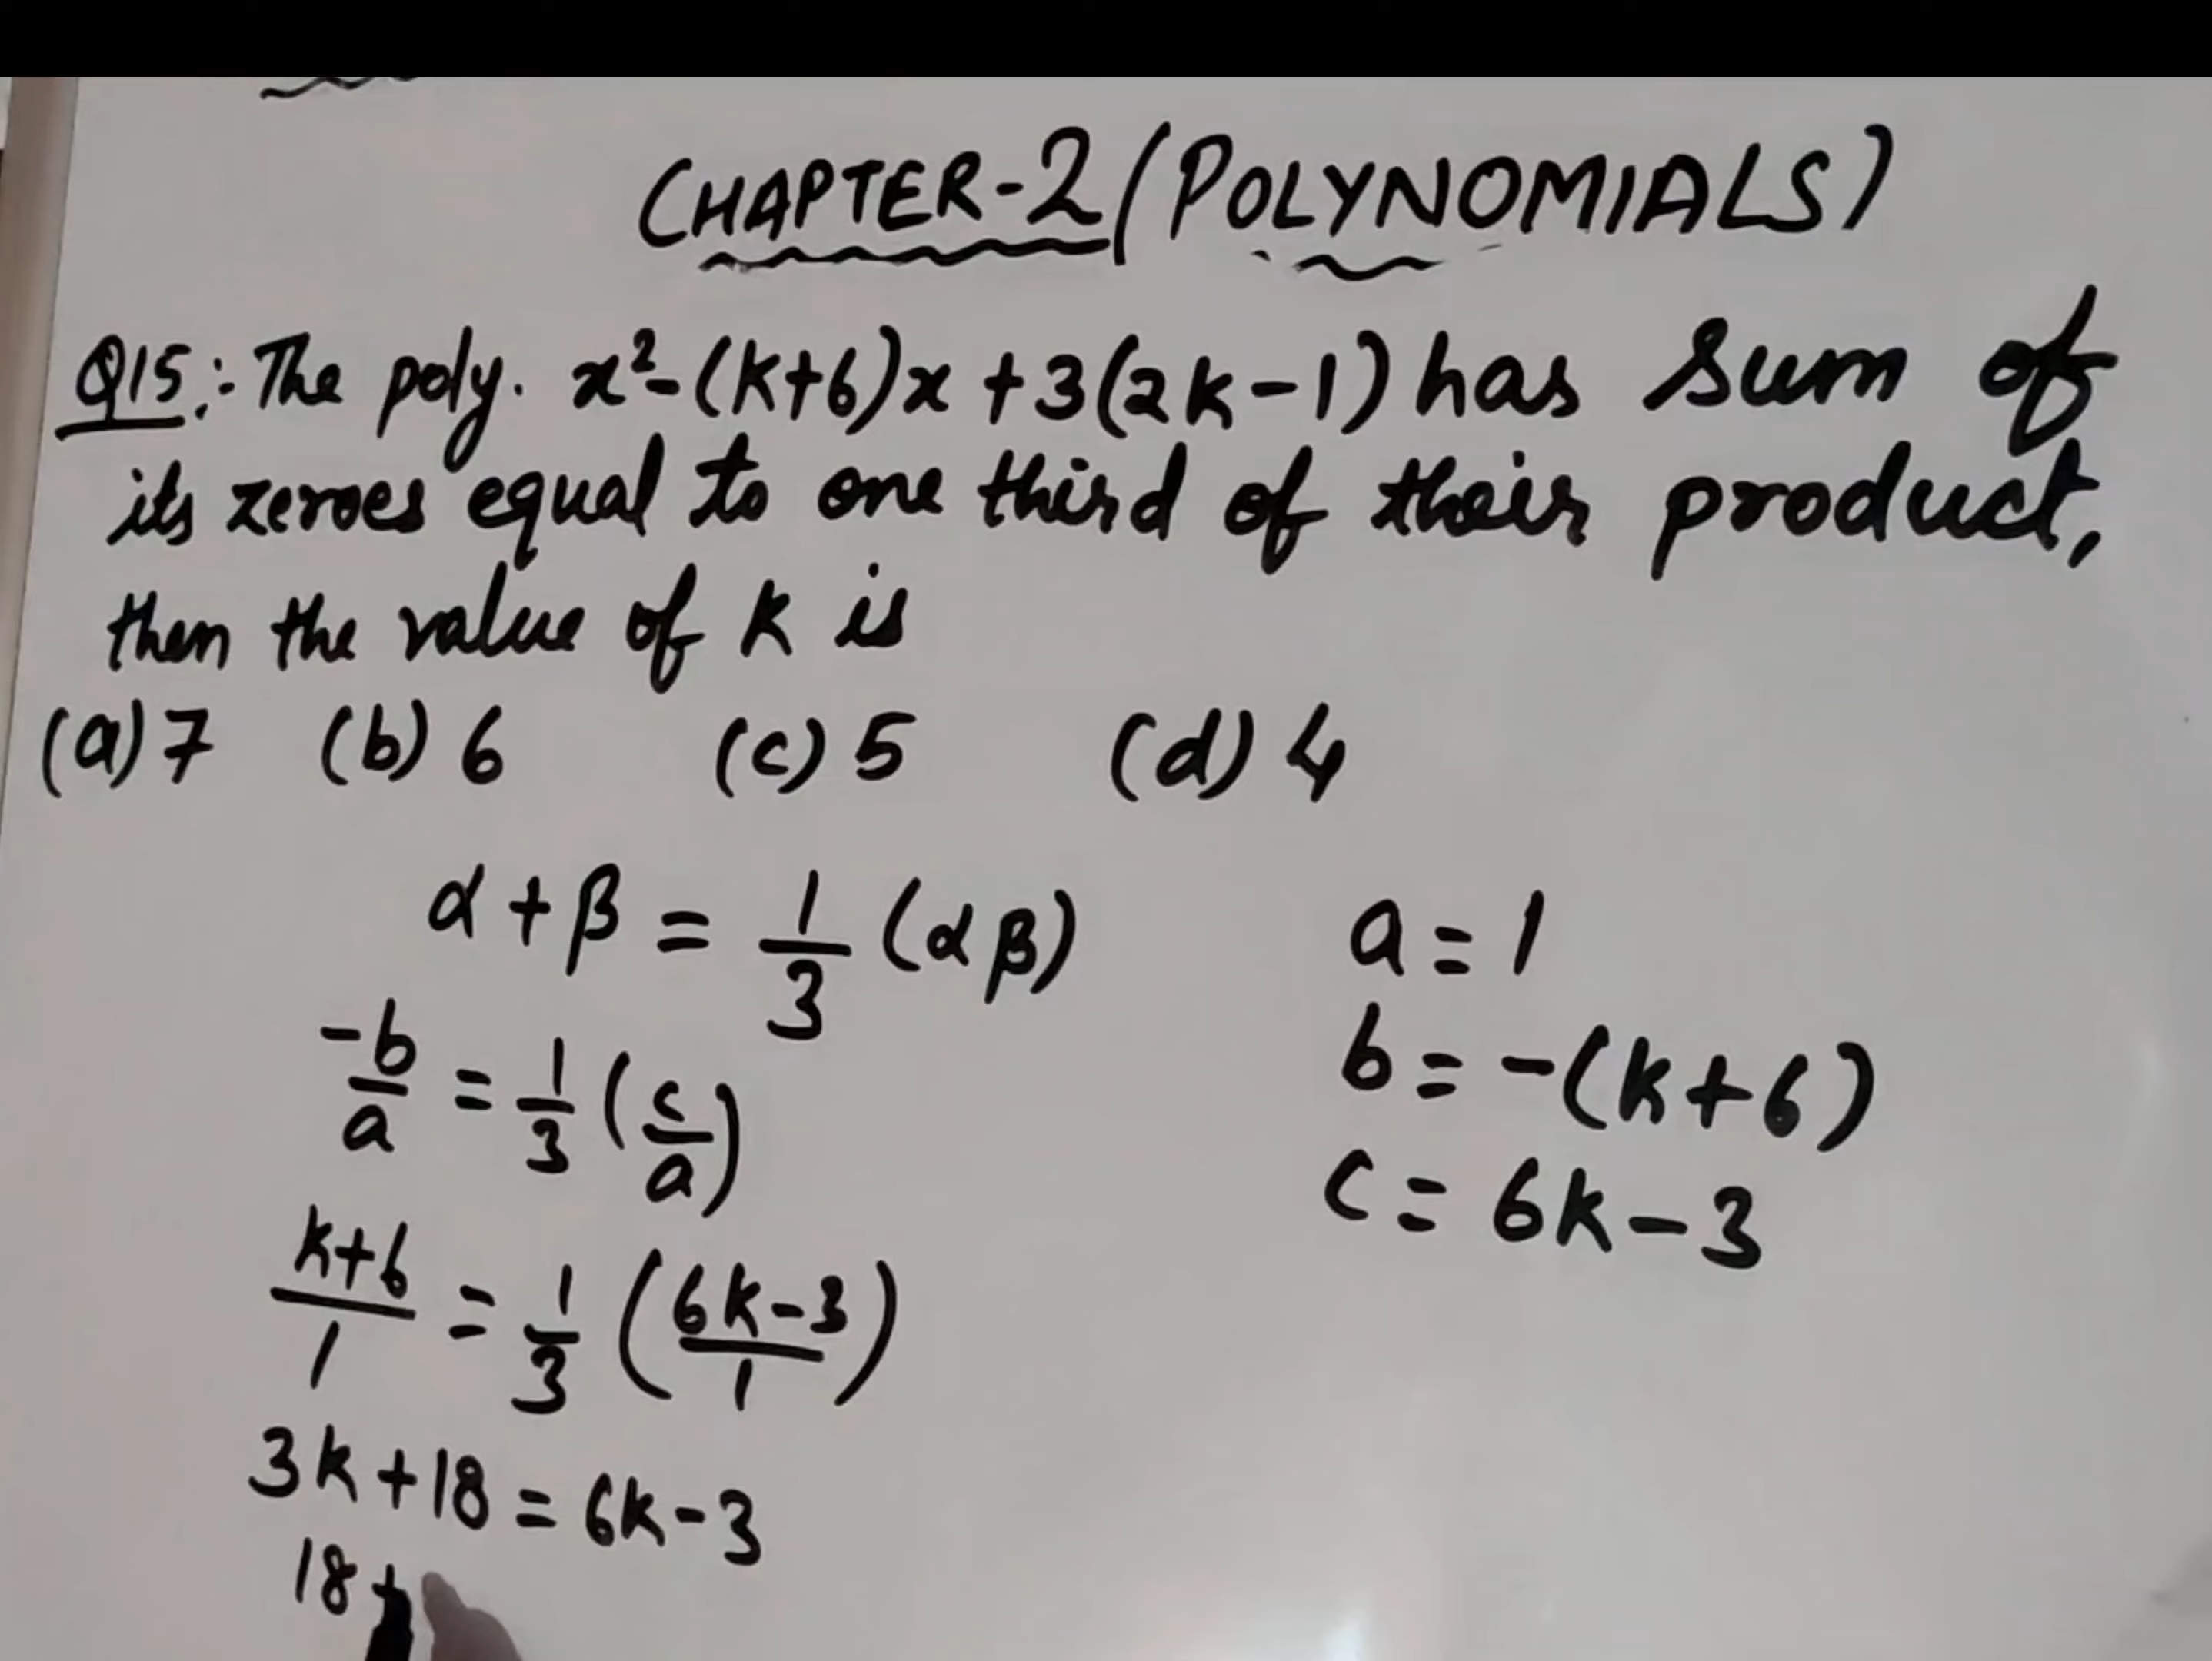 CHAPTER-2 (POLYNOMIALS)
Q15:- The poly. x²-(k+6)x +3(2k-1) has sum of
its zeroes equal to one third of their product,
then the value of k is
(a) 7 (b) 6 (c) 5 (d) 4
α + β = 1/3 (αβ)
-b/a = 1/3 (c/a)
k+6/1 = 1/3 (6k-3/1)
3k+18 = 6k-3
18+
a = 1
b = -(k+6)
c = 6k-3